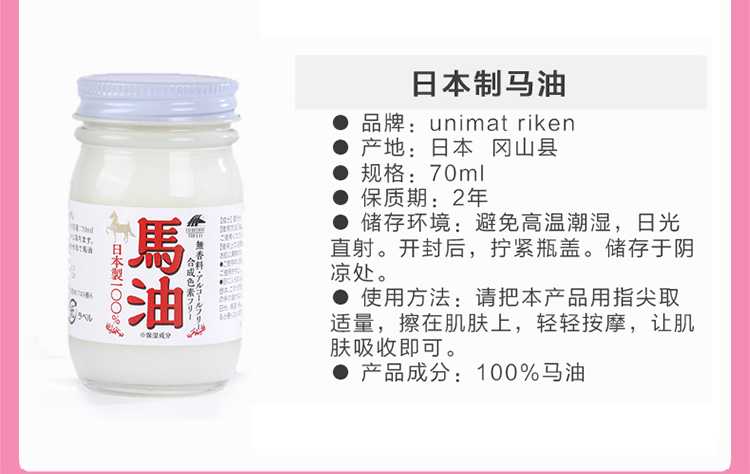 日本制马油
● 品牌：unimat riken
● 产地：日本 冈山县
● 规格：70ml
● 保质期：2年
● 储存环境：避免高温潮湿，日光
直射。开封后，拧紧瓶盖。储存于阴
凉处。
● 使用方法：请把本产品用指尖取
适量，擦在肌肤上，轻轻按摩，让肌
肤吸收即可。
● 产品成分：100%马油
馬油
日本製一〇〇%
無香料・アルコールフリー
合成色素フリー
※保湿成分
70ml
ラベル